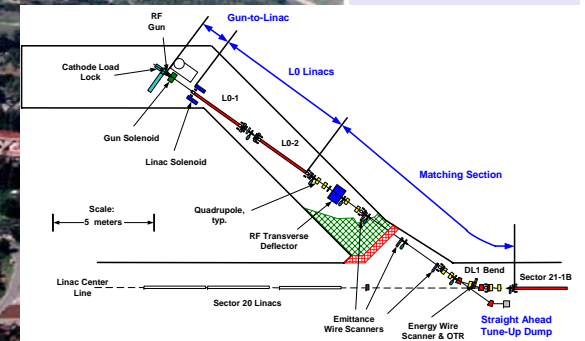 RF
Gun
Gun-to-Linac
Cathode Load
Lock
L0 Linacs
L0-1
Gun Solenoid
L0-2
Linac Solenoid
Matching Section
Quadrupole,
typ.
RF Transverse
Deflector
Scale:
5 meters
Linac Center
Line
DL1 Bend
Sector 21-1B
Sector 20 Linacs
Emittance
Wire Scanners
Energy Wire
Scanner & OTR
Straight Ahead
Tune-Up Dump